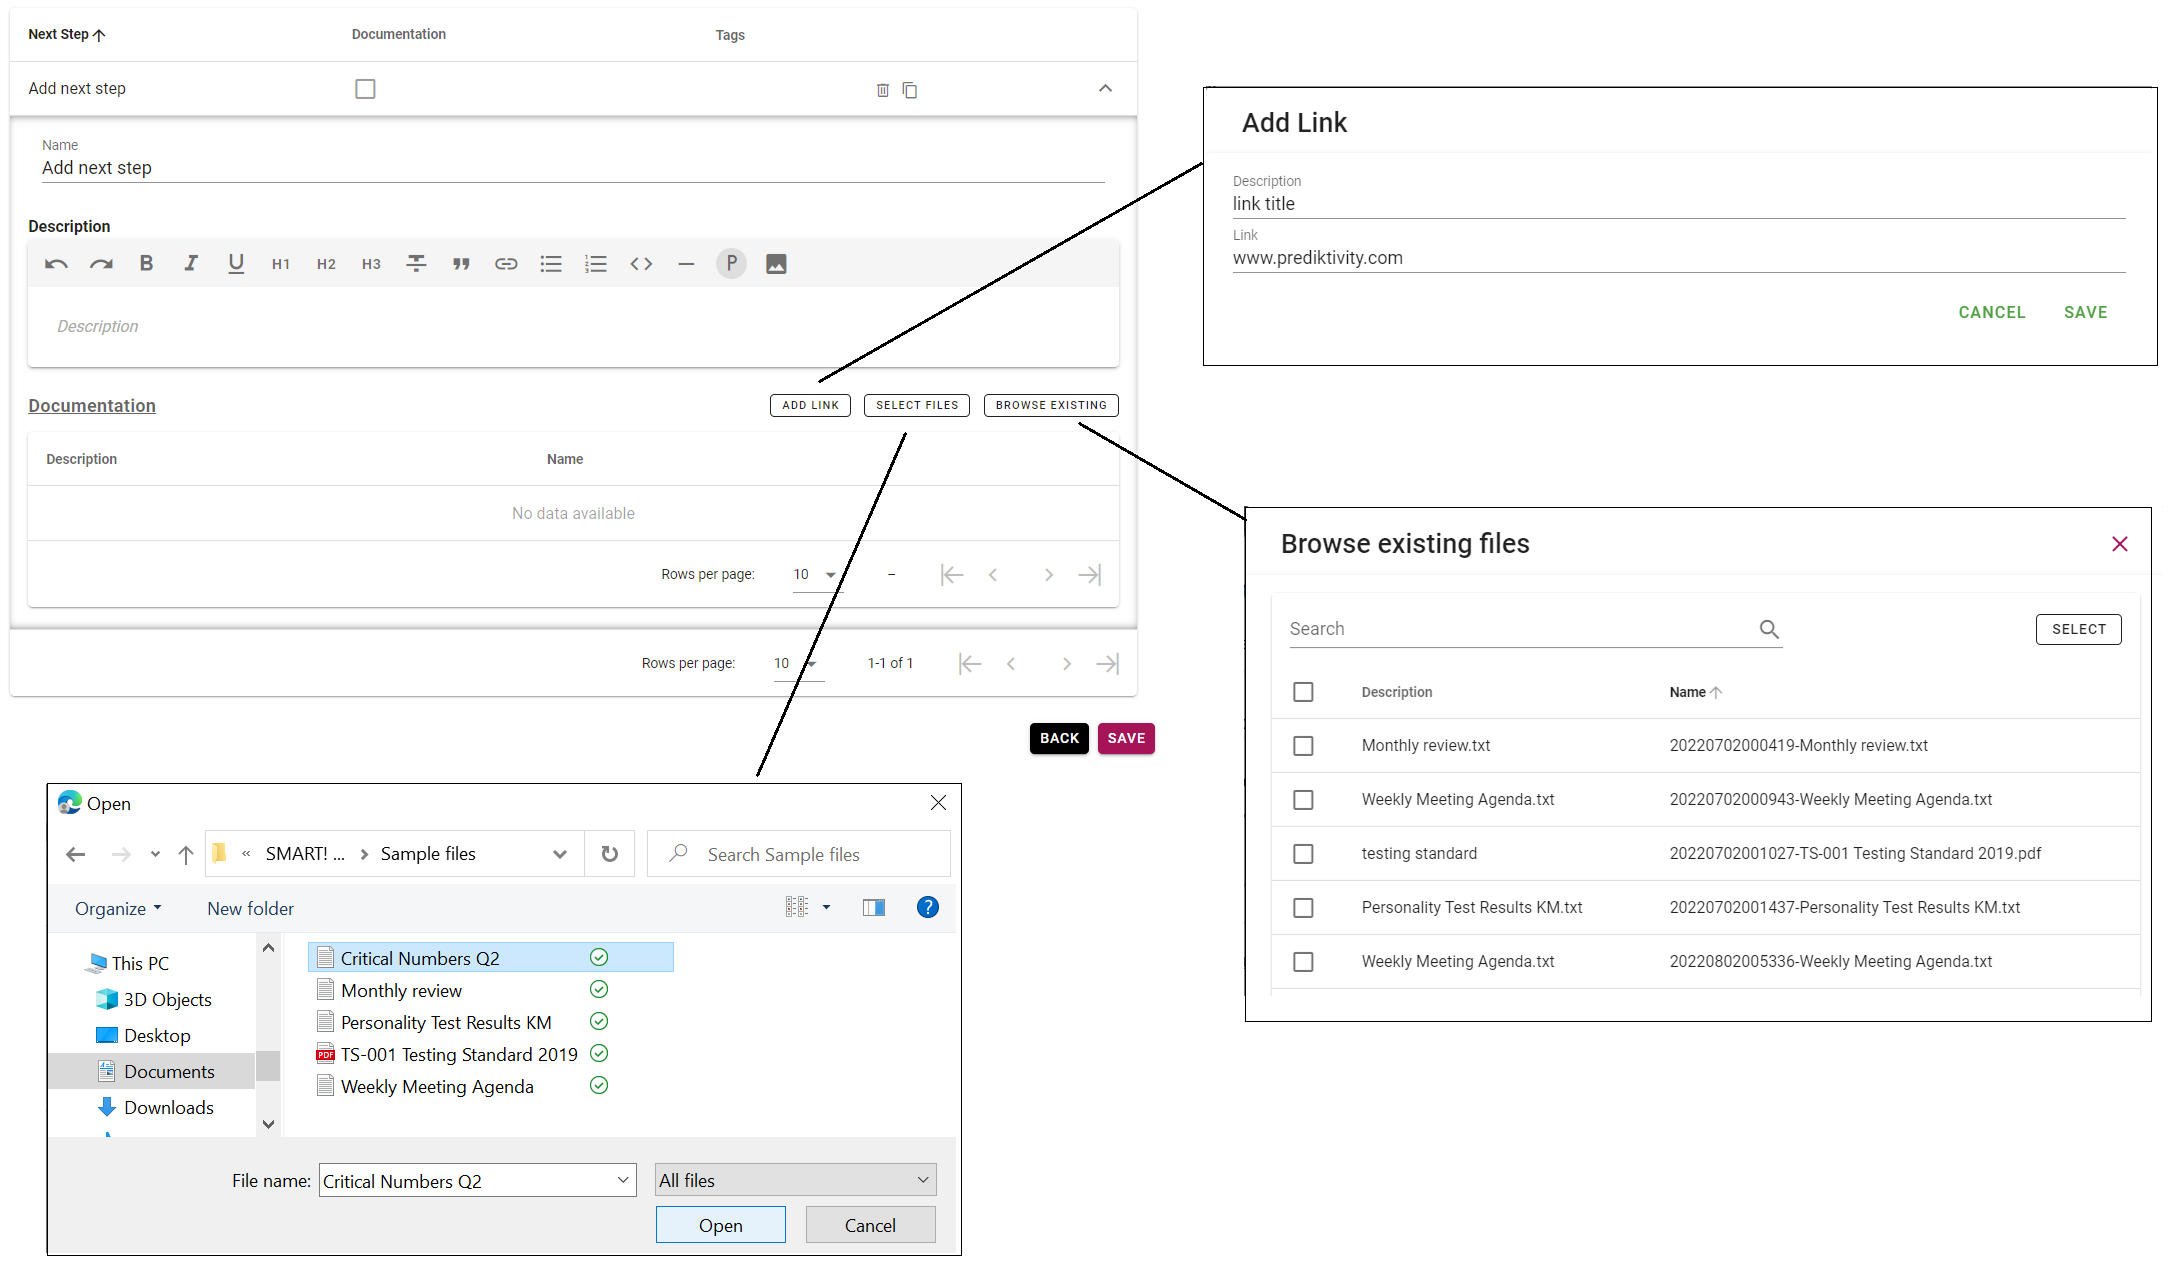 Next Step Documentation Tags
Add next step
Name
Add next step
Description
B I U H1 H2 H3 P
Description
Documentation ADD LINK SELECT FILES BROWSE EXISTING
Description Name
No data available
Rows per page: 10 –
Rows per page: 10 1-1 of 1
BACK SAVE
Add Link
Description
link title
Link
www.prediktivity.com
CANCEL SAVE
Browse existing files
Search SELECT
Description Name
Monthly review.txt 20220702000419-Monthly review.txt
Weekly Meeting Agenda.txt 20220702000943-Weekly Meeting Agenda.txt
testing standard 20220702001027-TS-001 Testing Standard 2019.pdf
Personality Test Results KM.txt 20220702001437-Personality Test Results KM.txt
Weekly Meeting Agenda.txt 20220802005336-Weekly Meeting Agenda.txt
Open
« SMART! ... > Sample files Search Sample files
Organize New folder ?
This PC
3D Objects
Desktop
Documents
Downloads
Critical Numbers Q2
Monthly review
Personality Test Results KM
PDF TS-001 Testing Standard 2019
Weekly Meeting Agenda
File name: Critical Numbers Q2 All files
Open Cancel